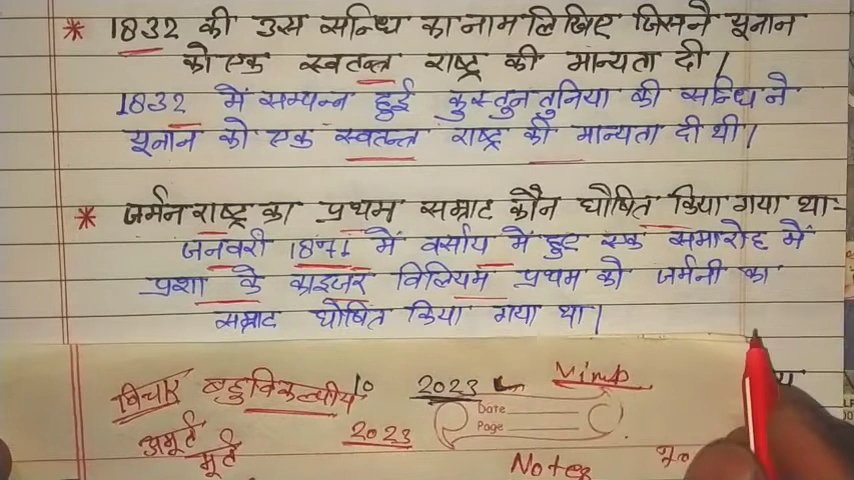 * 1832 की उस सन्धि का नाम लिखिए जिसने यूनान
को एक स्वतन्त्र राष्ट्र की मान्यता दी।
1832 में सम्पन्न हुई कुस्तुनतुनिया की सन्धि ने
यूनान को एक स्वतन्त्र राष्ट्र की मान्यता दी थी।
* जर्मन राष्ट्र का प्रथम सम्राट कौन घोषित किया गया था-
जनवरी 1871 में वर्साय में हुए एक समारोह में
प्रशा के काइजर विलियम प्रथम को जर्मनी का
सम्राट घोषित किया गया था।
विचार बहुविकल्पीय 2023
अमूर्त 2023
मूर्त
Date
Page
Notes